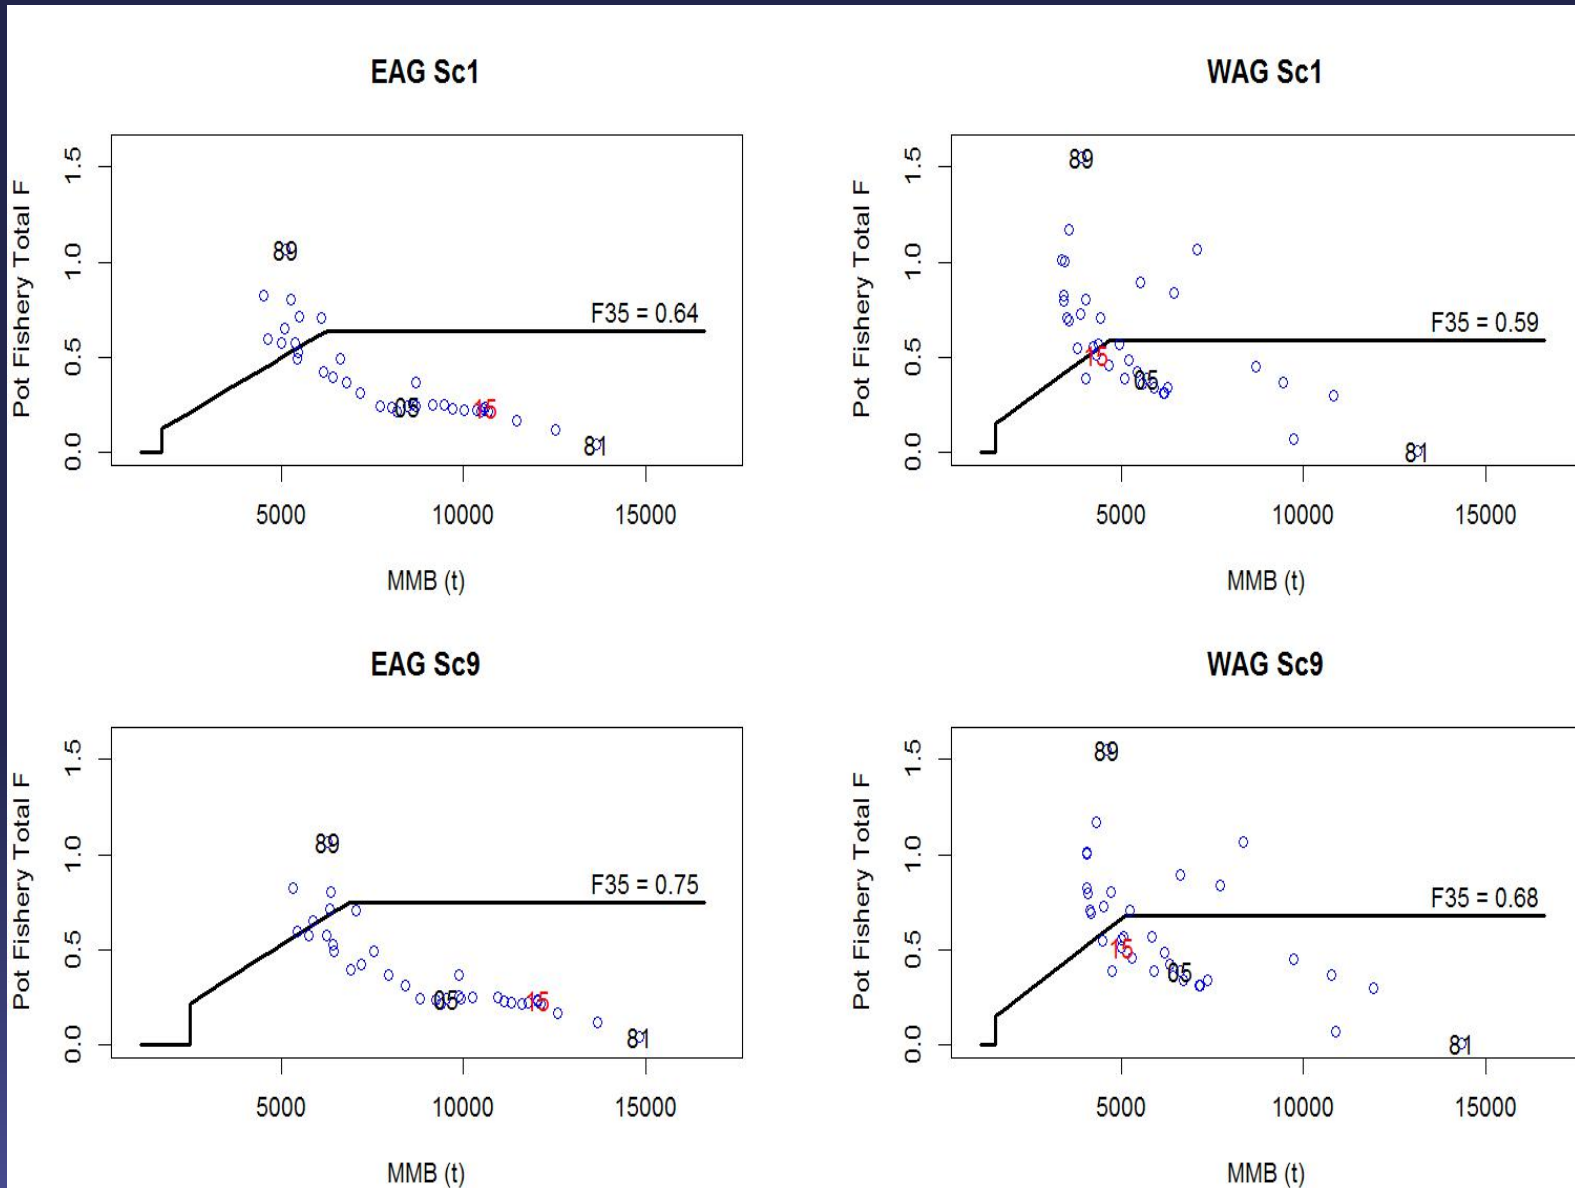 EAG Sc1
Pot Fishery Total F
1.5
1.0
0.5
0.0
89
F35 = 0.64
05
15
81
5000 10000 15000
MMB (t)
WAG Sc1
Pot Fishery Total F
1.5
1.0
0.5
0.0
89
F35 = 0.59
15
05
81
5000 10000 15000
MMB (t)
EAG Sc9
Pot Fishery Total F
1.5
1.0
0.5
0.0
89
F35 = 0.75
05
15
81
5000 10000 15000
MMB (t)
WAG Sc9
Pot Fishery Total F
1.5
1.0
0.5
0.0
89
F35 = 0.68
15
05
81
5000 10000 15000
MMB (t)